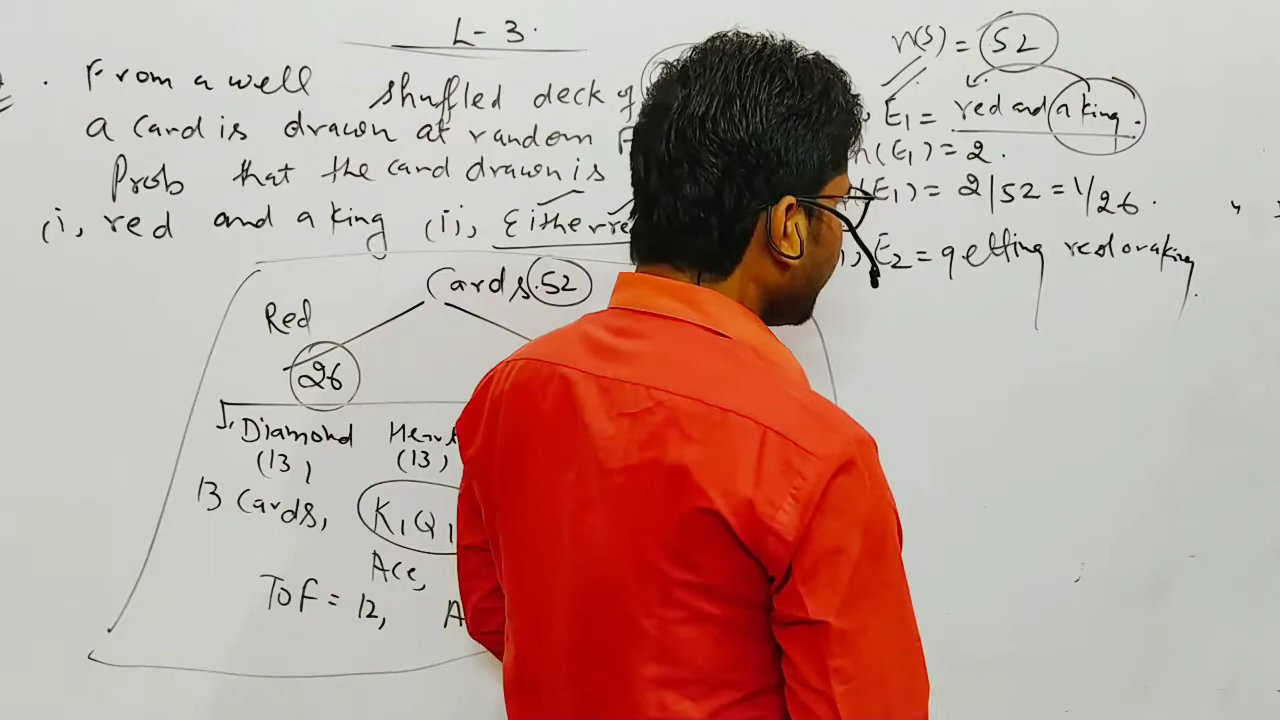 L-3.
From a well shuffled deck of
a card is drawn at random
Prob that the card drawn is
(i, red and a king (ii, Either re
Cards. 52
Red
26
Diamond Heart
(13) (13)
13 Cards, K, Q,
Ace,
ToF = 12, A
n(S) = 52
E1 = red and a king.
n(E1) = 2.
(E1) = 2/52 = 1/26.
E2 = getting red or a king.